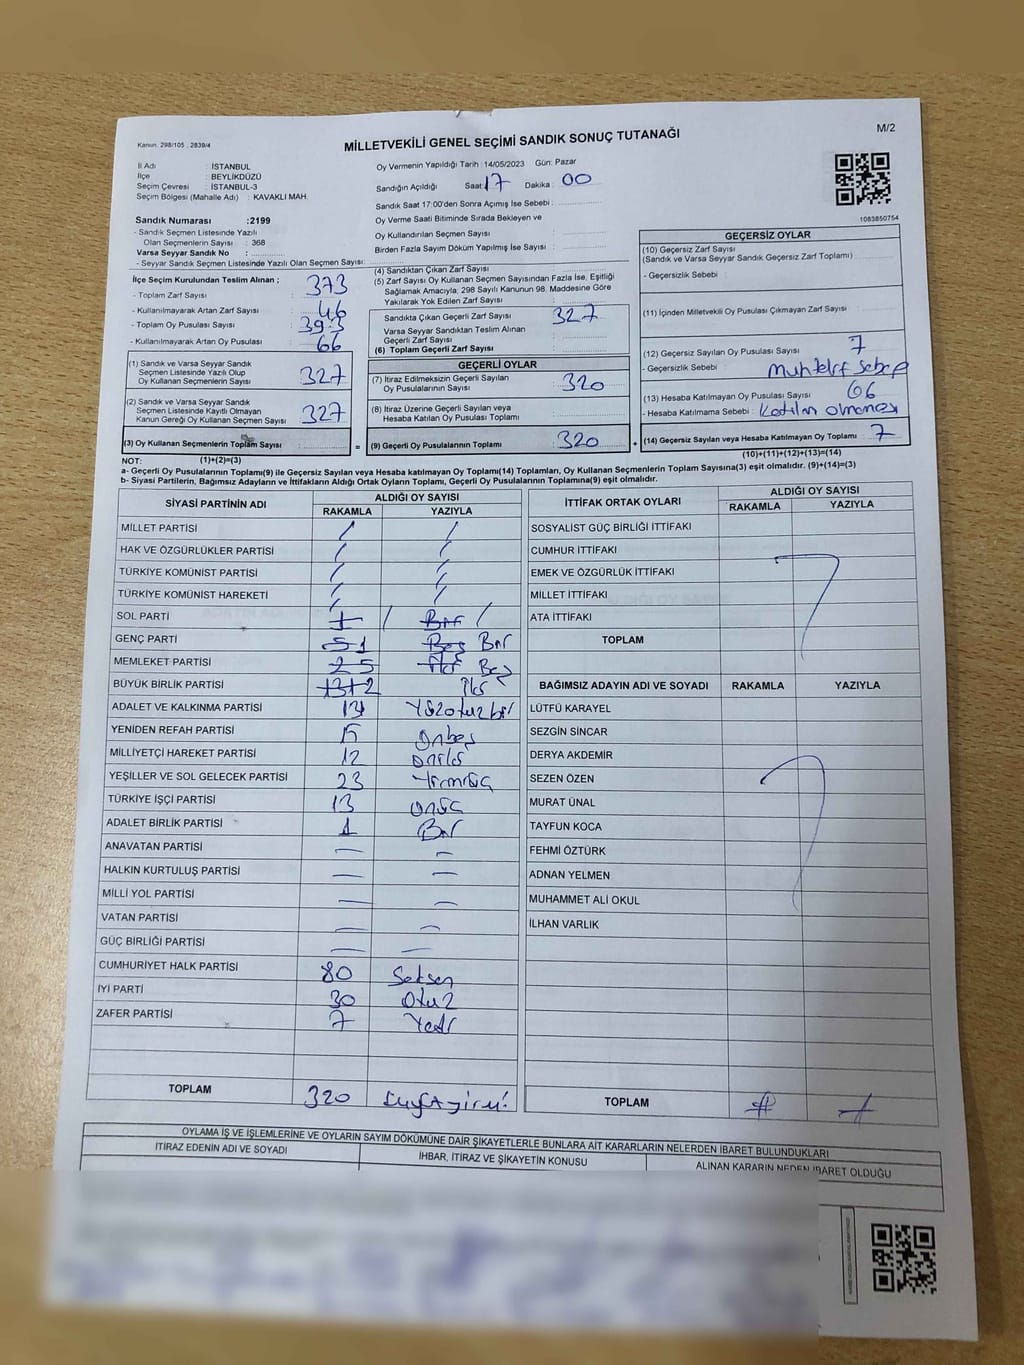 MİLLETVEKİLİ GENEL SEÇİMİ SANDIK SONUÇ TUTANAĞI
M/2
Kanun. 298/105 , 2839/4
İl Adı : İSTANBUL
İlçe : BEYLİKDÜZÜ
Seçim Çevresi : İSTANBUL-3
Seçim Bölgesi (Mahalle Adı) : KAVAKLI MAH.
Oy Vermenin Yapıldığı Tarih :14/05/2023 Gün: Pazar
Sandığın Açıldığı Saat: 17 Dakika : 00
Sandık Saat 17:00'den Sonra Açımış İse Sebebi :
Oy Verme Saati Bitiminde Sırada Bekleyen ve
Oy Kullandırılan Seçmen Sayısı :
Birden Fazla Sayım Döküm Yapılmış İse Sayısı :
1083850754
Sandık Numarası :2199
- Sandık Seçmen Listesinde Yazılı
Olan Seçmenlerin Sayısı : 368
Varsa Seyyar Sandık No :
- Seyyar Sandık Seçmen Listesinde Yazılı Olan Seçmen Sayısı:
İlçe Seçim Kurulundan Teslim Alınan ;
- Toplam Zarf Sayısı : 373
- Kullanılmayarak Artan Zarf Sayısı : 46
- Toplam Oy Pusulası Sayısı : 393
- Kullanılmayarak Artan Oy Pusulası : 66
(1) Sandık ve Varsa Seyyar Sandık
Seçmen Listesinde Yazılı Olup
Oy Kullanan Seçmenlerin Sayısı : 327
(2) Sandık ve Varsa Seyyar Sandık
Seçmen Listesinde Kayıtlı Olmayan
Kanun Gereği Oy Kullanan Seçmen Sayısı : 327
(3) Oy Kullanan Seçmenlerin Toplam Sayısı :
(4) Sandıktan Çıkan Zarf Sayısı :
(5) Zarf Sayısı Oy Kullanan Seçmen Sayısından Fazla İse, Eşitliği
Sağlamak Amacıyla, 298 Sayılı Kanunun 98. Maddesine Göre
Yakılarak Yok Edilen Zarf Sayısı :
Sandıkta Çıkan Geçerli Zarf Sayısı : 327
Varsa Seyyar Sandıktan Teslim Alınan
Geçerli Zarf Sayısı :
(6) Toplam Geçerli Zarf Sayısı :
GEÇERLİ OYLAR
(7) İtiraz Edilmeksizin Geçerli Sayılan
Oy Pusulalarının Sayısı : 320
(8) İtiraz Üzerine Geçerli Sayılan veya
Hesaba Katılan Oy Pusulası Toplamı :
= (9) Geçerli Oy Pusulalarının Toplamı : 320 +
GEÇERSİZ OYLAR
(10) Geçersiz Zarf Sayısı
(Sandık ve Varsa Seyyar Sandık Geçersiz Zarf Toplamı) :
- Geçersizlik Sebebi :
(11) İçinden Milletvekili Oy Pusulası Çıkmayan Zarf Sayısı :
(12) Geçersiz Sayılan Oy Pusulası Sayısı : 7
- Geçersizlik Sebebi : Muhtelif Sebep
(13) Hesaba Katılmayan Oy Pusulası Sayısı : 66
- Hesaba Katılmama Sebebi : Katılım olmaması
(14) Geçersiz Sayılan veya Hesaba Katılmayan Oy Toplamı : 7
NOT: (1)+(2)=(3)
(10)+(11)+(12)+(13)=(14)
a- Geçerli Oy Pusulalarının Toplamı(9) ile Geçersiz Sayılan veya Hesaba katılmayan Oy Toplamı(14) Toplamları, Oy Kullanan Seçmenlerin Toplam Sayısına(3) eşit olmalıdır. (9)+(14)=(3)
b- Siyasi Partilerin, Bağımsız Adayların ve İttifakların Aldığı Ortak Oyların Toplamı, Geçerli Oy Pusulalarının Toplamına(9) eşit olmalıdır.
SİYASİ PARTİNİN ADI ALDIĞI OY SAYISI
RAKAMLA YAZIYLA
MİLLET PARTİSİ / /
HAK VE ÖZGÜRLÜKLER PARTİSİ / /
TÜRKİYE KOMÜNİST PARTİSİ / /
TÜRKİYE KOMÜNİST HAREKETİ / /
SOL PARTİ 1 / Bir /
GENÇ PARTİ 5 1 Beş Bir
MEMLEKET PARTİSİ 2 5 İki Beş
BÜYÜK BİRLİK PARTİSİ 131 2 İki
ADALET VE KALKINMA PARTİSİ 131 Yüzotuzbir
YENİDEN REFAH PARTİSİ 15 Onbeş
MİLLİYETÇİ HAREKET PARTİSİ 12 Oniki
YEŞİLLER VE SOL GELECEK PARTİSİ 23 Yirmiüç
TÜRKİYE İŞÇİ PARTİSİ 13 Onüç
ADALET BİRLİK PARTİSİ 1 Bir
ANAVATAN PARTİSİ — —
HALKIN KURTULUŞ PARTİSİ — —
MİLLİ YOL PARTİSİ — —
VATAN PARTİSİ — —
GÜÇ BİRLİĞİ PARTİSİ — —
CUMHURİYET HALK PARTİSİ 80 Seksen
İYİ PARTİ 30 Otuz
ZAFER PARTİSİ 7 Yedi
TOPLAM 320 üçyüzyirmi
İTTİFAK ORTAK OYLARI ALDIĞI OY SAYISI
RAKAMLA YAZIYLA
SOSYALİST GÜÇ BİRLİĞİ İTTİFAKI
CUMHUR İTTİFAKI
EMEK VE ÖZGÜRLÜK İTTİFAKI
MİLLET İTTİFAKI
ATA İTTİFAKI
TOPLAM
BAĞIMSIZ ADAYIN ADI VE SOYADI RAKAMLA YAZIYLA
LÜTFÜ KARAYEL
SEZGİN SİNCAR
DERYA AKDEMİR
SEZEN ÖZEN
MURAT ÜNAL
TAYFUN KOCA
FEHMİ ÖZTÜRK
ADNAN YELMEN
MUHAMMET ALİ OKUL
İLHAN VARLIK
TOPLAM
OYLAMA İŞ VE İŞLEMLERİNE VE OYLARIN SAYIM DÖKÜMÜNE DAİR ŞİKAYETLERLE BUNLARA AİT KARARLARIN NELERDEN İBARET BULUNDUKLARI
İTİRAZ EDENİN ADI VE SOYADI İHBAR, İTİRAZ VE ŞİKAYETİN KONUSU ALINAN KARARIN NEDEN İBARET OLDUĞU